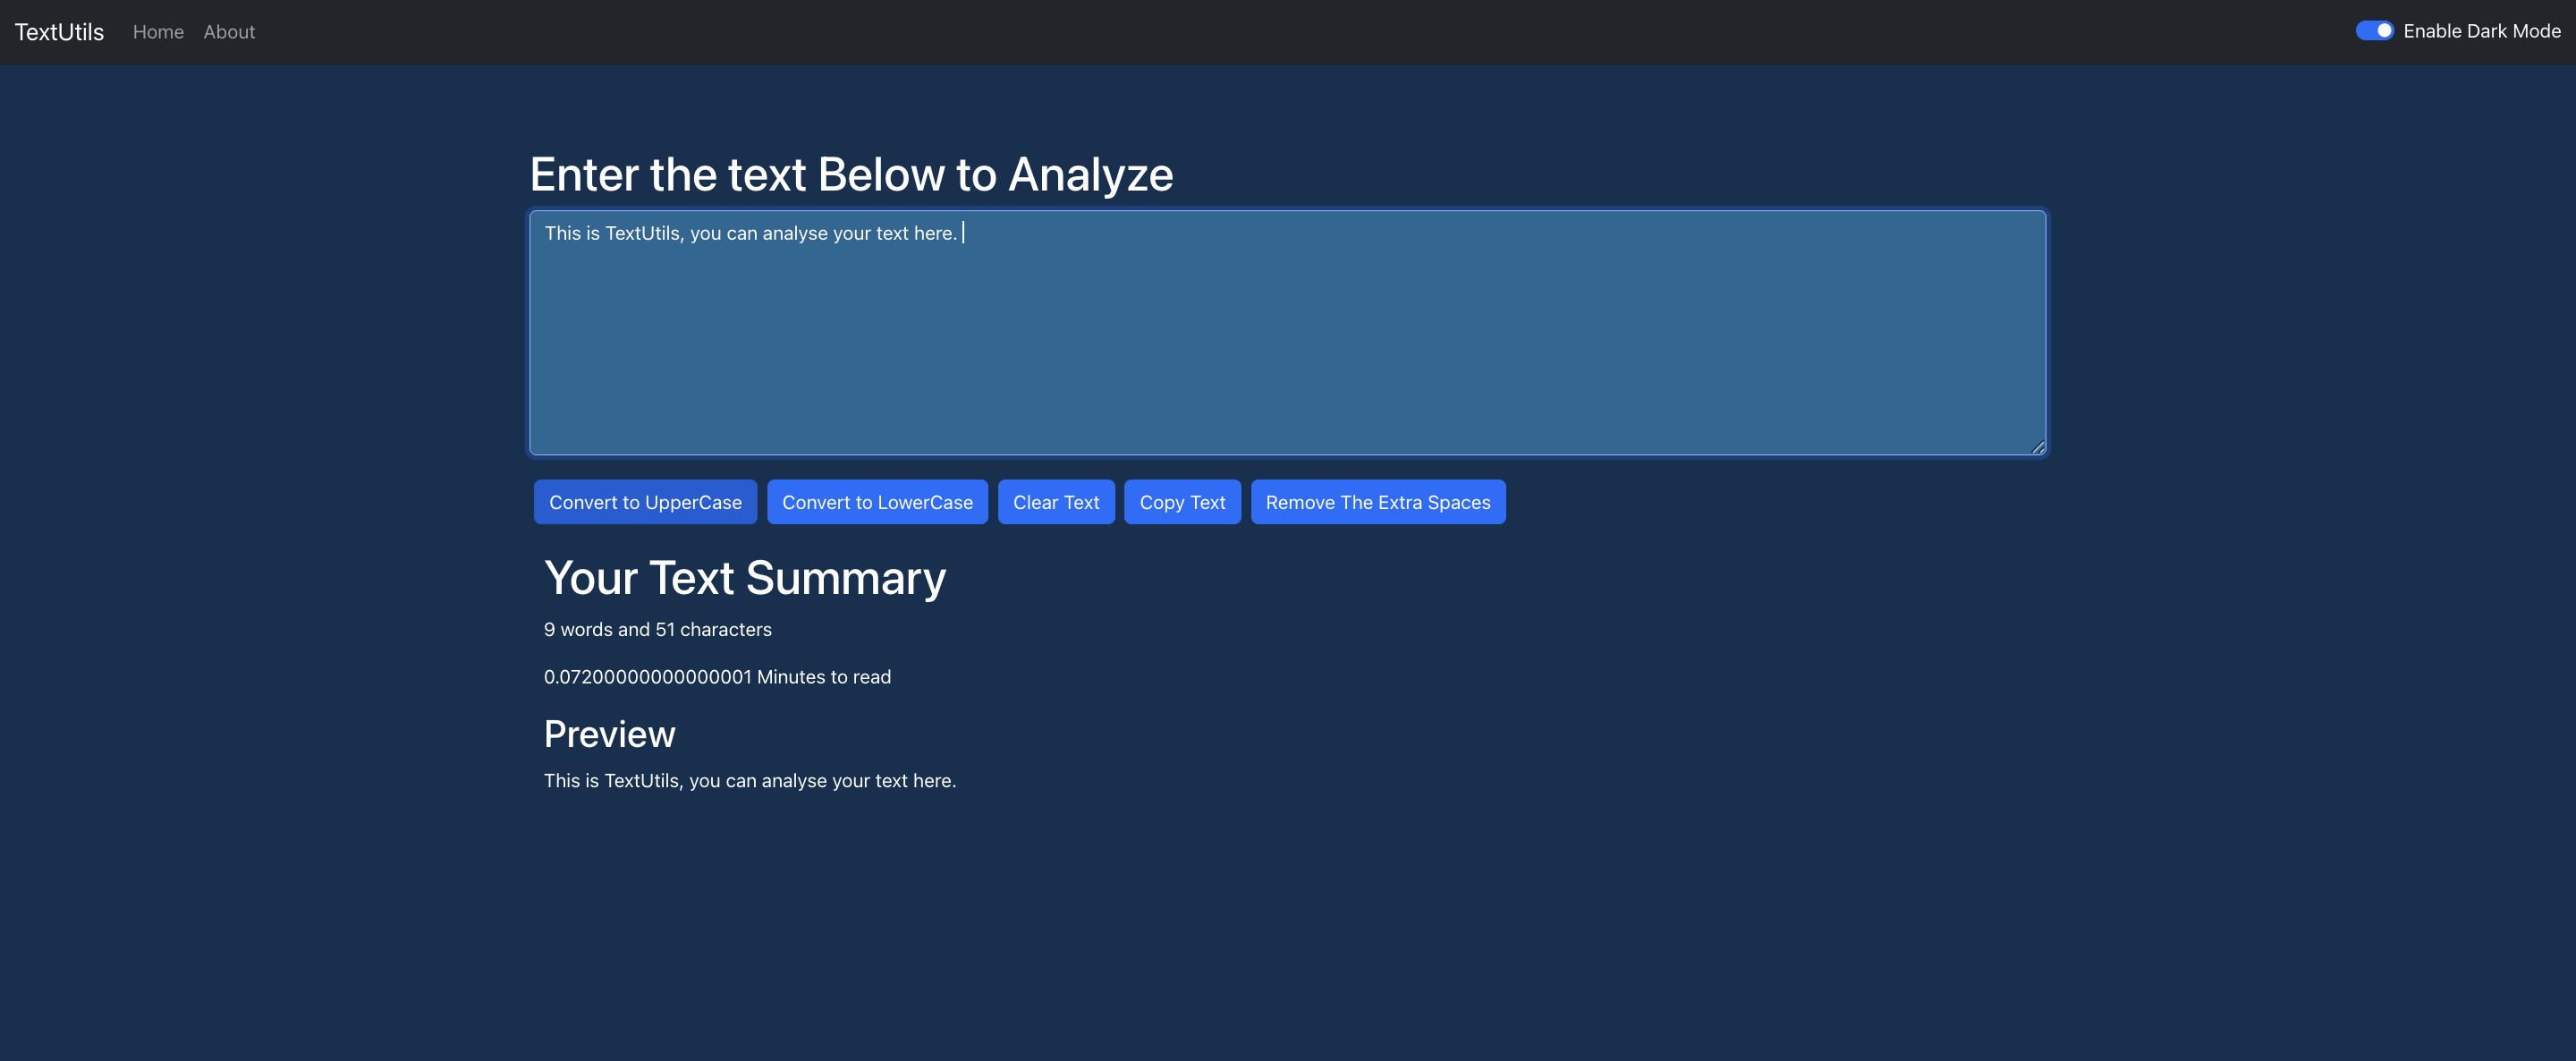 TextUtils Home About Enable Dark Mode
Enter the text Below to Analyze
This is TextUtils, you can analyse your text here.
Convert to UpperCase Convert to LowerCase Clear Text Copy Text Remove The Extra Spaces
Your Text Summary
9 words and 51 characters
0.07200000000000001 Minutes to read
Preview
This is TextUtils, you can analyse your text here.